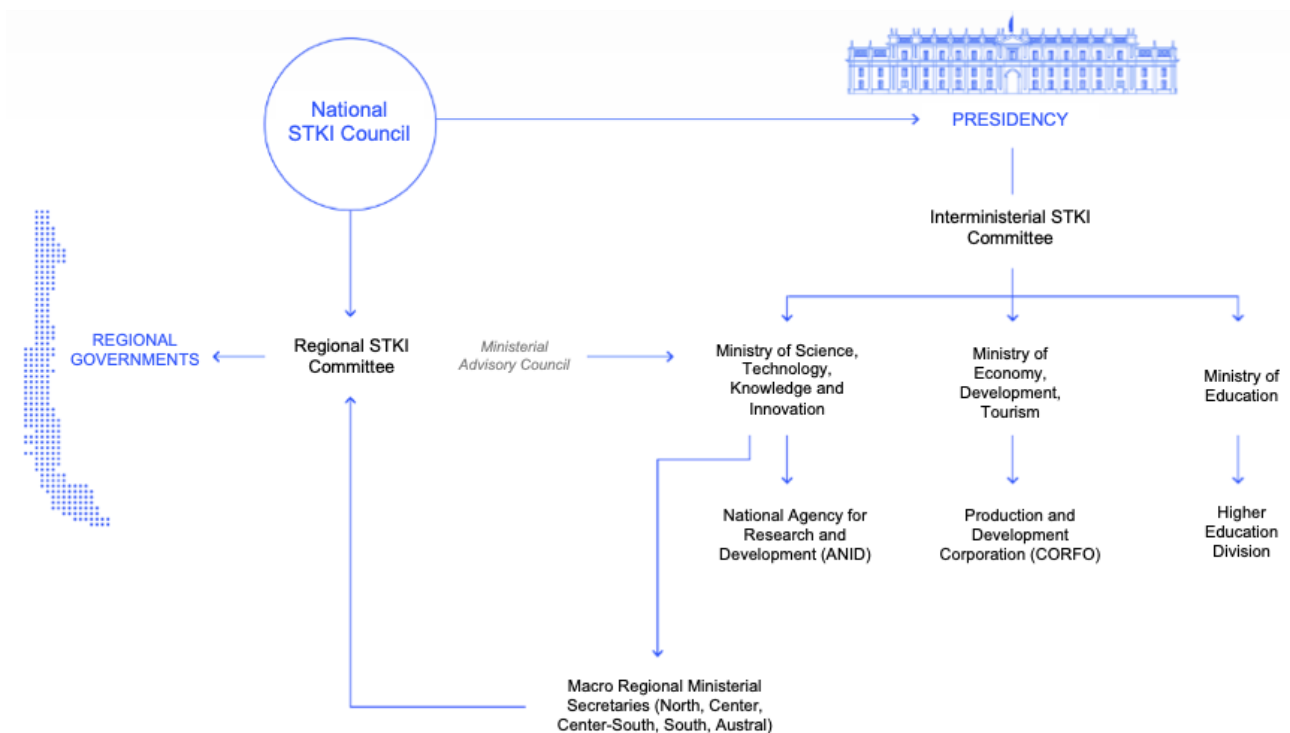 National
STKI Council
PRESIDENCY
Interministerial STKI
Committee
REGIONAL
GOVERNMENTS
Regional STKI
Committee
Ministerial
Advisory Council
Ministry of Science,
Technology,
Knowledge and
Innovation
Ministry of
Economy,
Development,
Tourism
Ministry of
Education
National Agency for
Research and
Development (ANID)
Production and
Development
Corporation (CORFO)
Higher
Education
Division
Macro Regional Ministerial
Secretaries (North, Center,
Center-South, South, Austral)